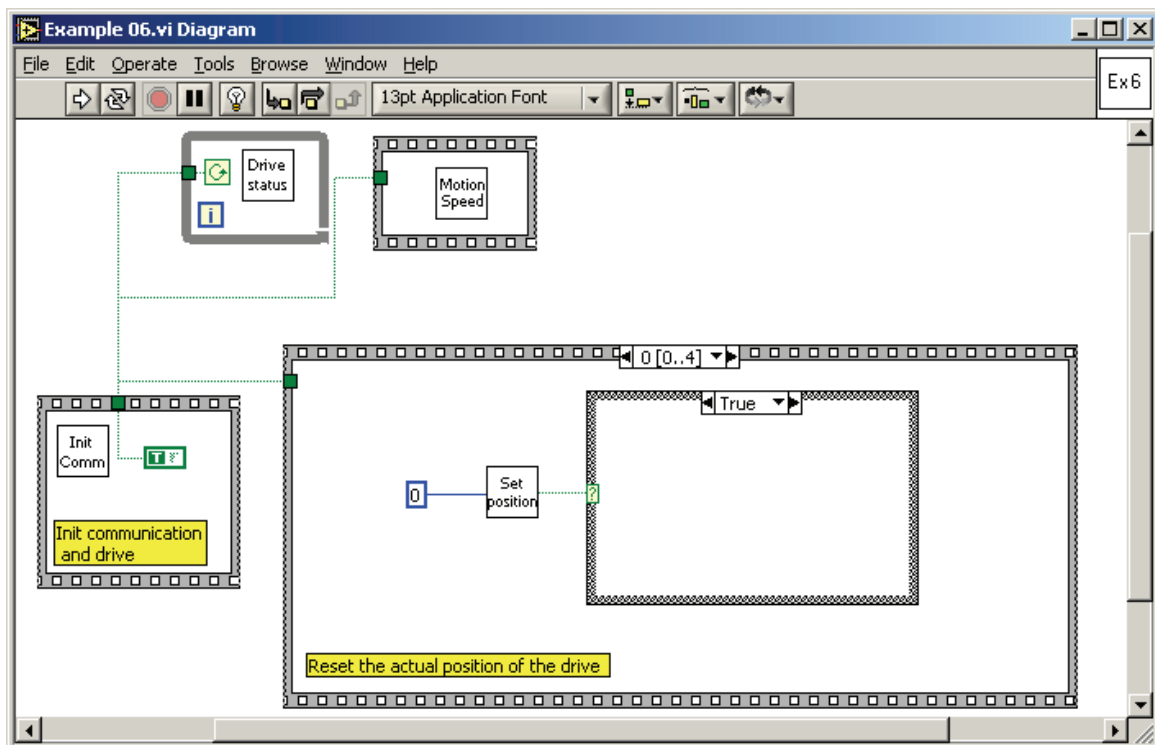 Example 06.vi Diagram
File Edit Operate Tools Browse Window Help
13pt Application Font
Ex6
Drive
status
i
Motion
Speed
0 [0..4]
True
Init
Comm
T
Init communication
and drive
0
Set
position
?
Reset the actual position of the drive